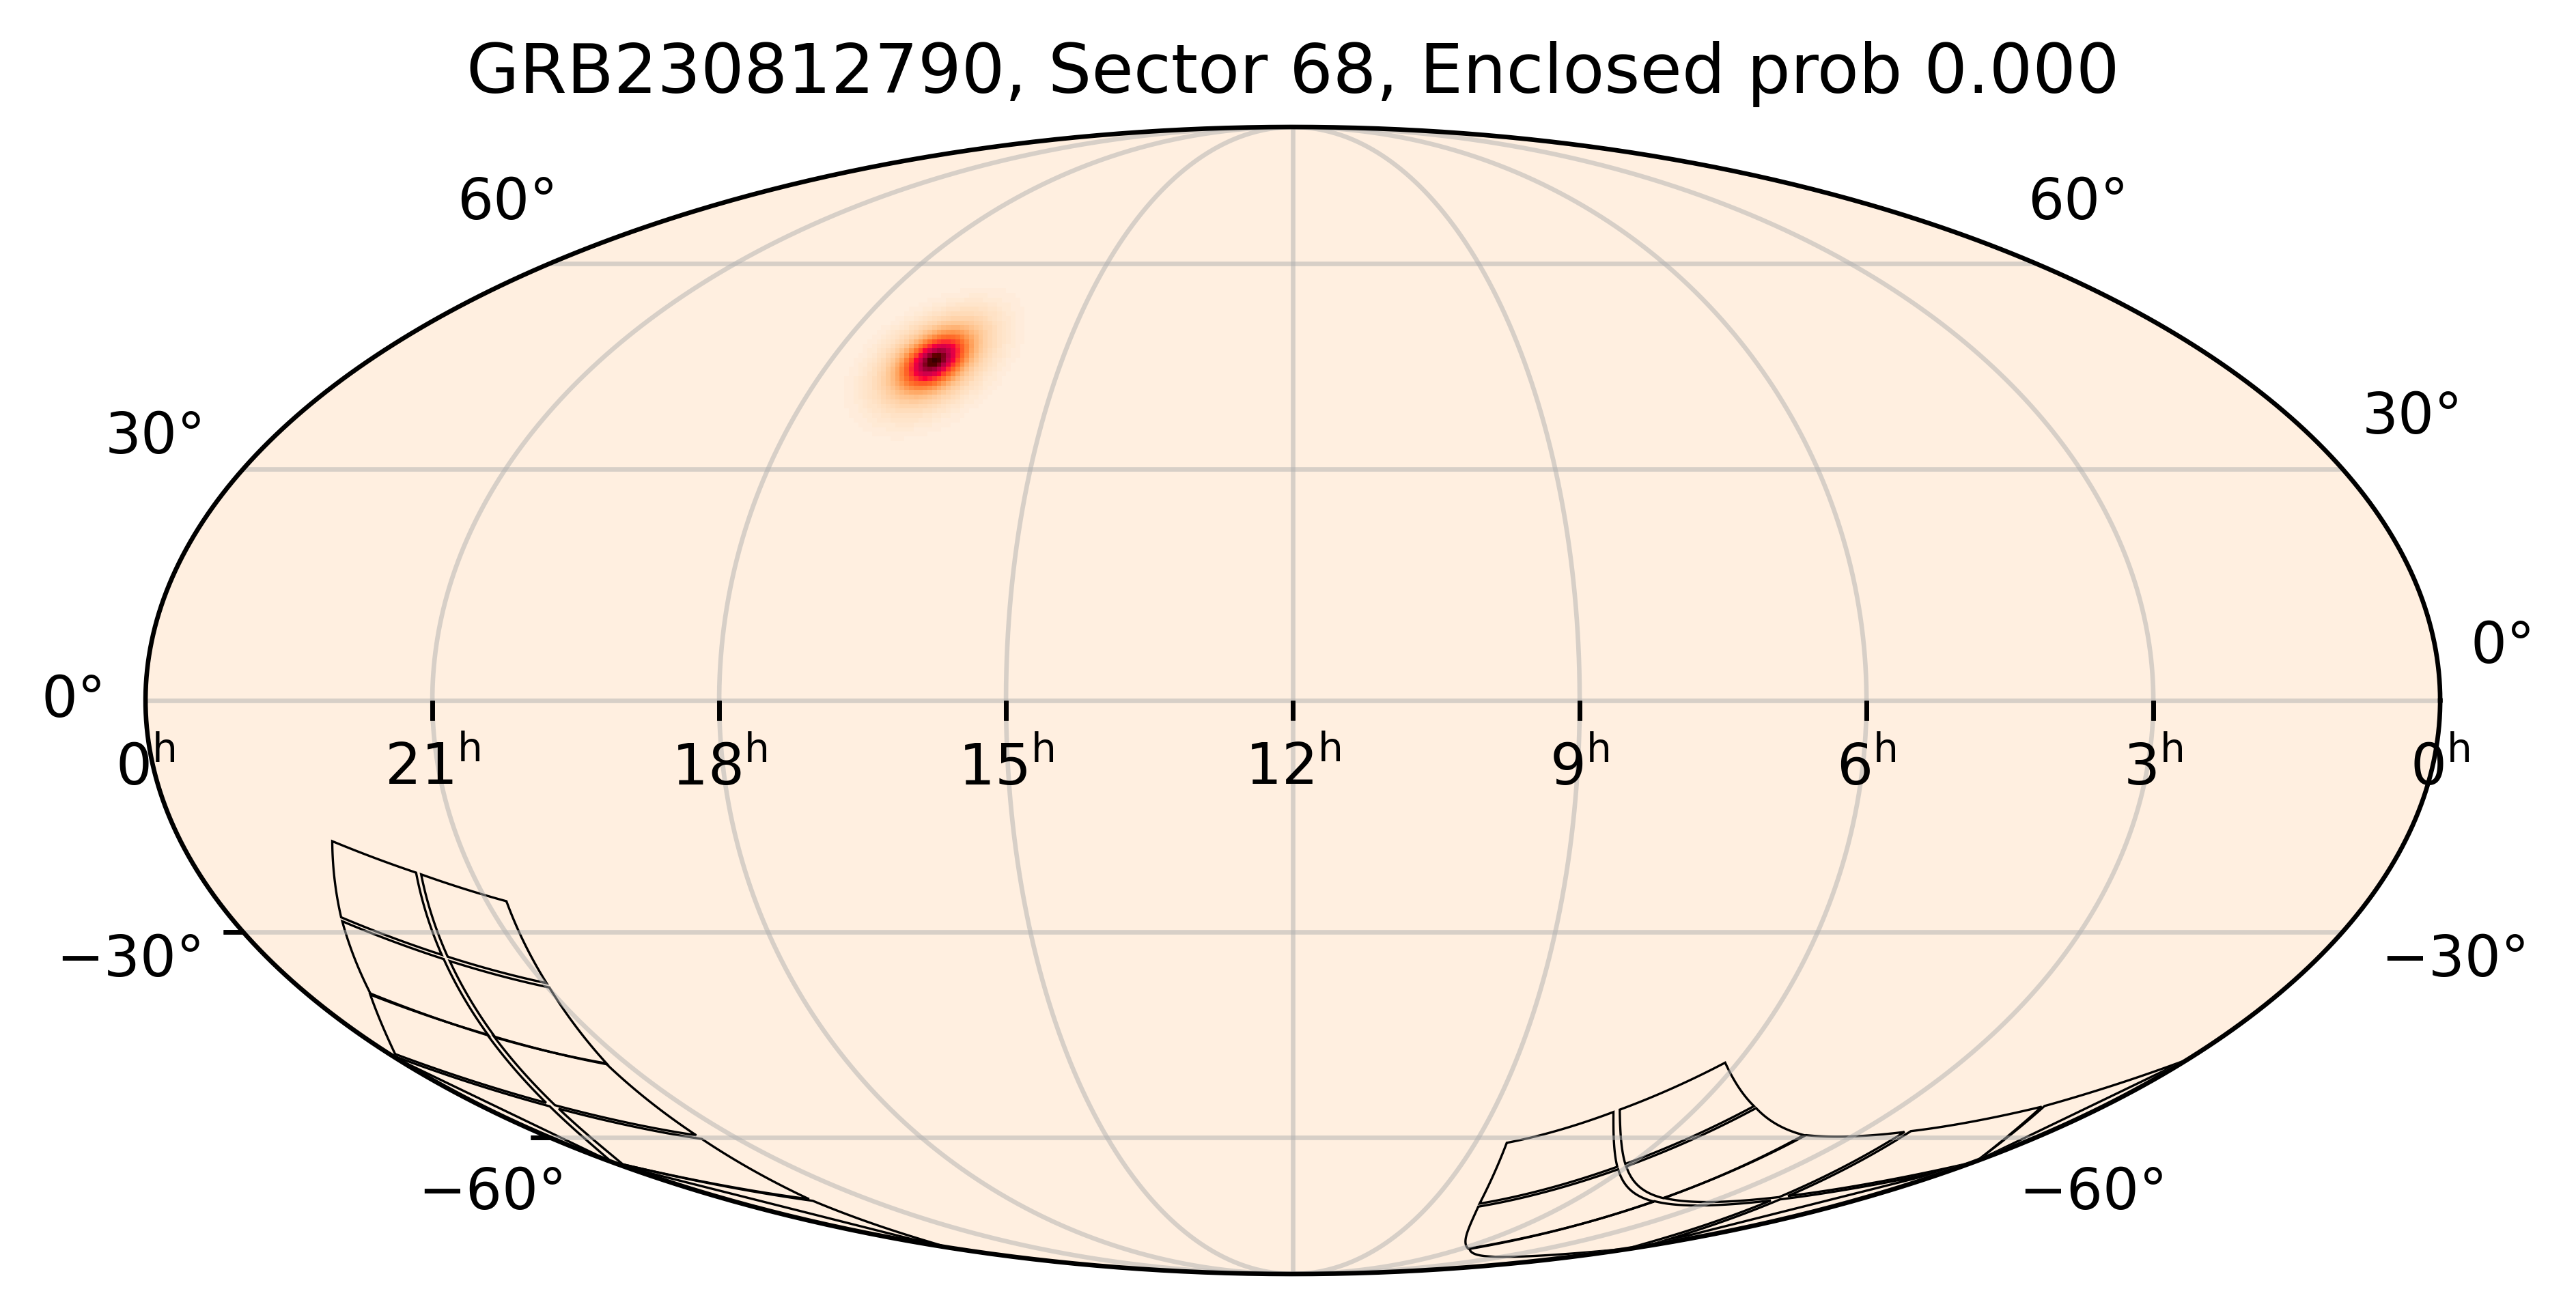 GRB230812790, Sector 68, Enclosed prob 0.000
60° 60°
30° 30°
0° 0°
0h 21h 18h 15h 12h 9h 6h 3h 0h
−30° −30°
−60° −60°